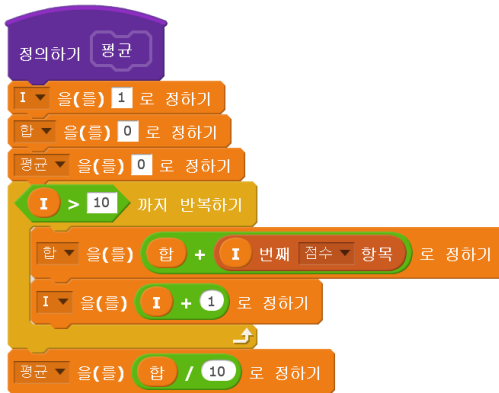 정의하기 평균
I 을(를) 1 로 정하기
합 을(를) 0 로 정하기
평균 을(를) 0 로 정하기
I > 10 까지 반복하기
합 을(를) 합 + I 번째 점수 항목 로 정하기
I 을(를) I + 1 로 정하기
평균 을(를) 합 / 10 로 정하기